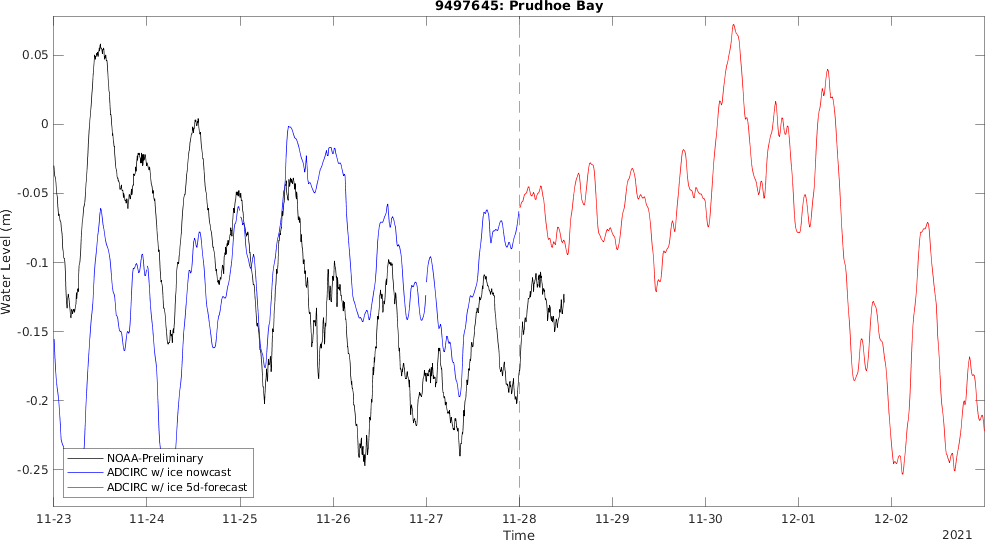 9497645: Prudhoe Bay
Water Level (m)
0.05
0
-0.05
-0.1
-0.15
-0.2
-0.25
NOAA-Preliminary
ADCIRC w/ ice nowcast
ADCIRC w/ ice 5d-forecast
11-23 11-24 11-25 11-26 11-27 11-28 11-29 11-30 12-01 12-02
Time
2021